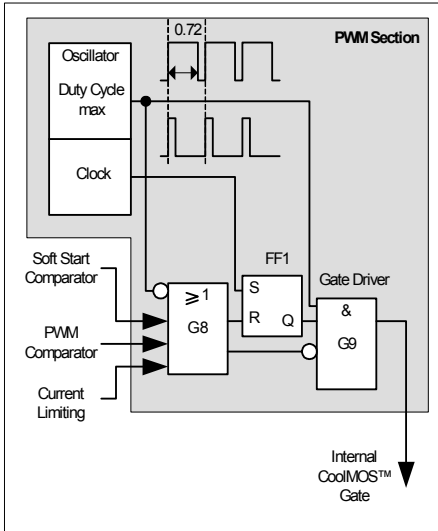 0.72
PWM Section
Oscillator
Duty Cycle
max
Clock
Soft Start
Comparator
PWM
Comparator
Current
Limiting
≥1
G8
FF1
S
R
Q
Gate Driver
&
G9
Internal
CoolMOS™
Gate